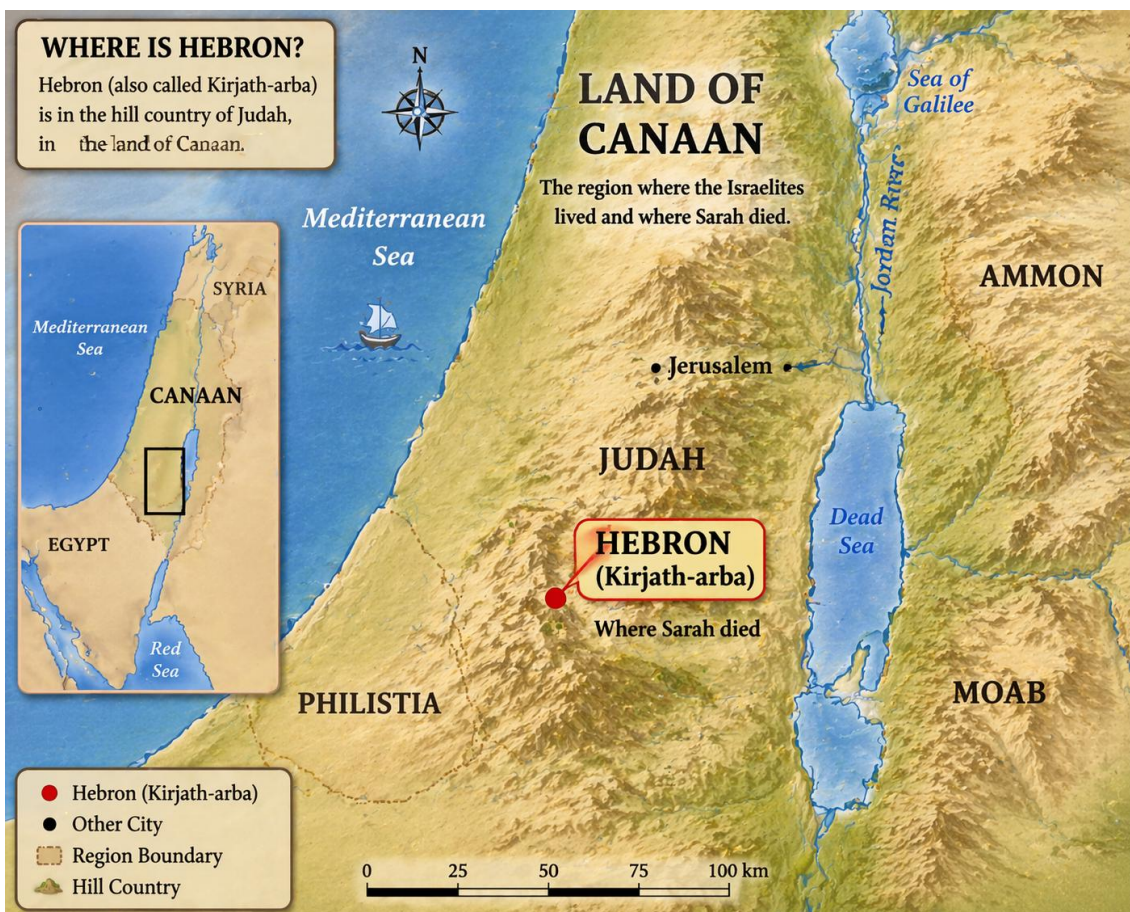 WHERE IS HEBRON?
Hebron (also called Kirjath-arba)
is in the hill country of Judah,
in the land of Canaan.
N
LAND OF
CANAAN
The region where the Israelites
lived and where Sarah died.
Sea of
Galilee
Jordan River
Mediterranean
Sea
AMMON
SYRIA
Mediterranean
Sea
CANAAN
EGYPT
Red
Sea
Jerusalem
JUDAH
HEBRON
(Kirjath-arba)
Where Sarah died
Dead
Sea
PHILISTIA
MOAB
Hebron (Kirjath-arba)
Other City
Region Boundary
Hill Country
0 25 50 75 100 km